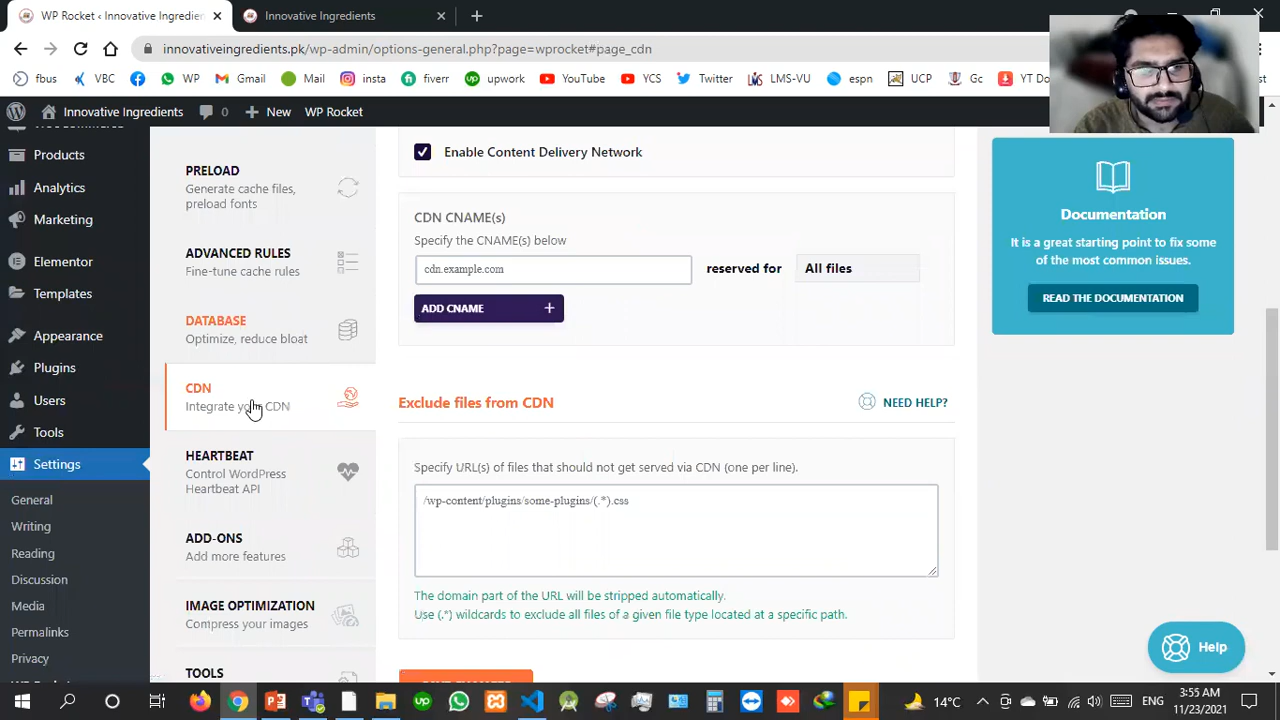 WP Rocket ‹ Innovative Ingredien
Innovative Ingredients
innovativeingredients.pk/wp-admin/options-general.php?page=wprocket#page_cdn
fbus
VBC
WP
Gmail
Mail
insta
fiverr
upwork
YouTube
YCS
Twitter
LMS-VU
espn
UCP
Gc
YT Do
st
Innovative Ingredients
0
New
WP Rocket
Products
Analytics
Marketing
Elementor
Templates
Appearance
Plugins
Users
Tools
Settings
General
Writing
Reading
Discussion
Media
Permalinks
Privacy
PRELOAD
Generate cache files,
preload fonts
ADVANCED RULES
Fine-tune cache rules
DATABASE
Optimize, reduce bloat
CDN
Integrate your CDN
HEARTBEAT
Control WordPress
Heartbeat API
ADD-ONS
Add more features
IMAGE OPTIMIZATION
Compress your images
TOOLS
Enable Content Delivery Network
CDN CNAME(s)
Specify the CNAME(s) below
cdn.example.com
reserved for
All files
ADD CNAME +
Exclude files from CDN
NEED HELP?
Specify URL(s) of files that should not get served via CDN (one per line).
/wp-content/plugins/some-plugins/(.*).css
The domain part of the URL will be stripped automatically.
Use (.*) wildcards to exclude all files of a given file type located at a specific path.
Documentation
It is a great starting point to fix some
of the most common issues.
READ THE DOCUMENTATION
Help
14°C
ENG
3:55 AM
11/23/2021